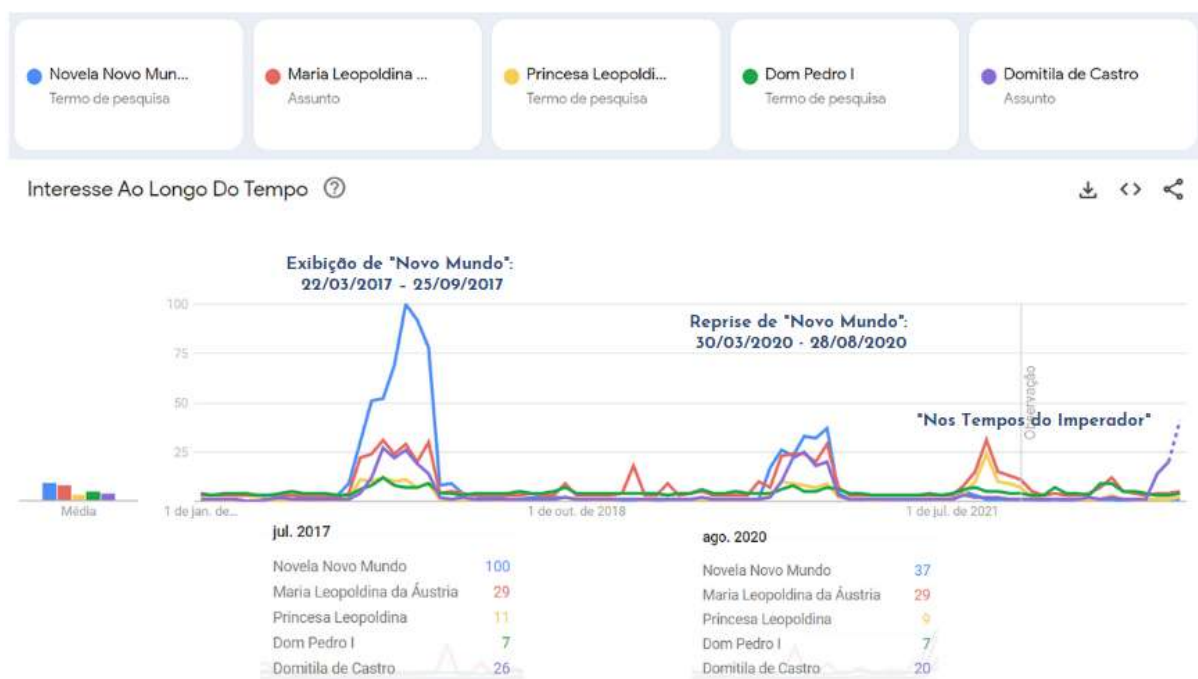 Novela Novo Mun...
Termo de pesquisa
Maria Leopoldina ...
Assunto
Princesa Leopoldi...
Termo de pesquisa
Dom Pedro I
Termo de pesquisa
Domitila de Castro
Assunto
Interesse Ao Longo Do Tempo
Exibição de "Novo Mundo":
22/03/2017 - 25/09/2017
Reprise de "Novo Mundo":
30/03/2020 - 28/08/2020
"Nos Tempos do Imperador"
Observação
100
75
50
25
Média
1 de jan. de...
1 de out. de 2018
1 de jul. de 2021
jul. 2017
Novela Novo Mundo 100
Maria Leopoldina da Áustria 29
Princesa Leopoldina 11
Dom Pedro I 7
Domitila de Castro 26
ago. 2020
Novela Novo Mundo 37
Maria Leopoldina da Áustria 29
Princesa Leopoldina 9
Dom Pedro I 7
Domitila de Castro 20